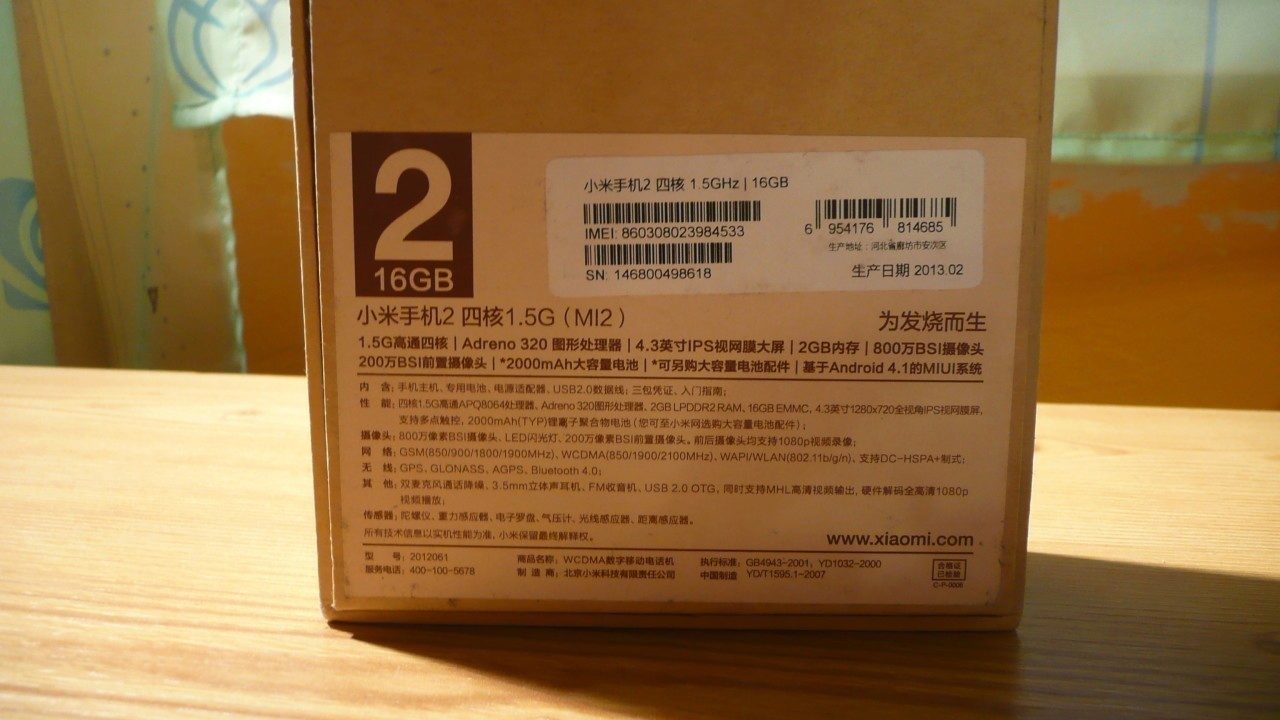 2
16GB
小米手机2 四核 1.5GHz | 16GB
IMEI: 860308023984533
SN: 146800498618
6 954176 814685
生产地址：河北省廊坊市安次区
生产日期 2013.02
小米手机2 四核1.5G（MI2）
为发烧而生
1.5G高通四核 | Adreno 320 图形处理器 | 4.3英寸IPS视网膜大屏 | 2GB内存 | 800万BSI摄像头
200万BSI前置摄像头 | *2000mAh大容量电池 | *可另购大容量电池配件 | 基于Android 4.1的MIUI系统
内 含：手机主机、专用电池、电源适配器、USB2.0数据线；三包凭证、入门指南；
性 能：四核1.5G高通APQ8064处理器、Adreno 320图形处理器、2GB LPDDR2 RAM、16GB EMMC、4.3英寸1280x720全视角IPS视网膜屏，
支持多点触控，2000mAh(TYP)锂离子聚合物电池（您可至小米网选购大容量电池配件）；
摄像头：800万像素BSI摄像头、LED闪光灯、200万像素BSI前置摄像头。前后摄像头均支持1080p视频录像；
网 络：GSM(850/900/1800/1900MHz)、WCDMA(850/1900/2100MHz)、WAPI/WLAN(802.11b/g/n)、支持DC-HSPA+制式；
无 线：GPS、GLONASS、AGPS、Bluetooth 4.0；
其 他：双麦克风通话降噪、3.5mm立体声耳机、FM收音机、USB 2.0 OTG，同时支持MHL高清视频输出，硬件解码全高清1080p
视频播放；
传感器：陀螺仪、重力感应器、电子罗盘、气压计、光线感应器、距离感应器。
所有技术信息以实机性能为准，小米保留最终解释权。
www.xiaomi.com
型 号：2012061
服务电话：400-100-5678
商品名称：WCDMA数字移动电话机
制 造 商：北京小米科技有限责任公司
执行标准：GB4943-2001，YD1032-2000
中国制造 YD/T1595.1-2007
合格证
已检验
C-P-0006